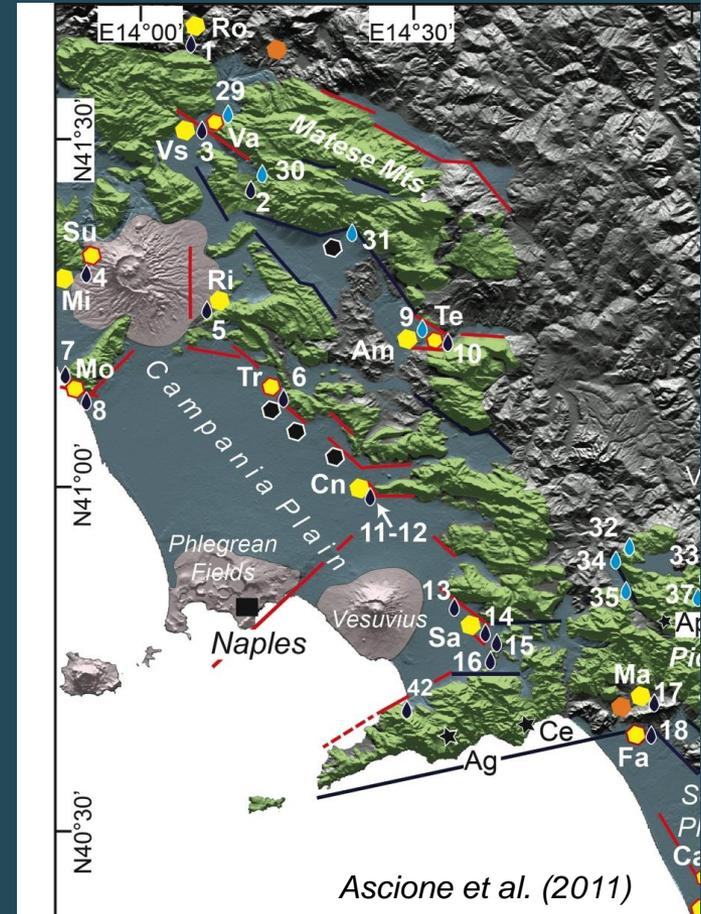 E14°00'
E14°30'
Ro
1
29
N41°30'
Vs
3
Va
Matese Mts.
30
2
31
Su
4
Mi
Ri
5
9
Te
Am
10
7
Mo
8
Tr
6
Campania Plain
Cn
N41°00'
11-12
V
Phlegrean
Fields
32
33
34
35
37
Vesuvius
13
14
Sa
15
16
Ap
Naples
Pic
Ma
17
42
18
Fa
Ce
Ag
S
Pl
N40°30'
Ca
Ascione et al. (2011)